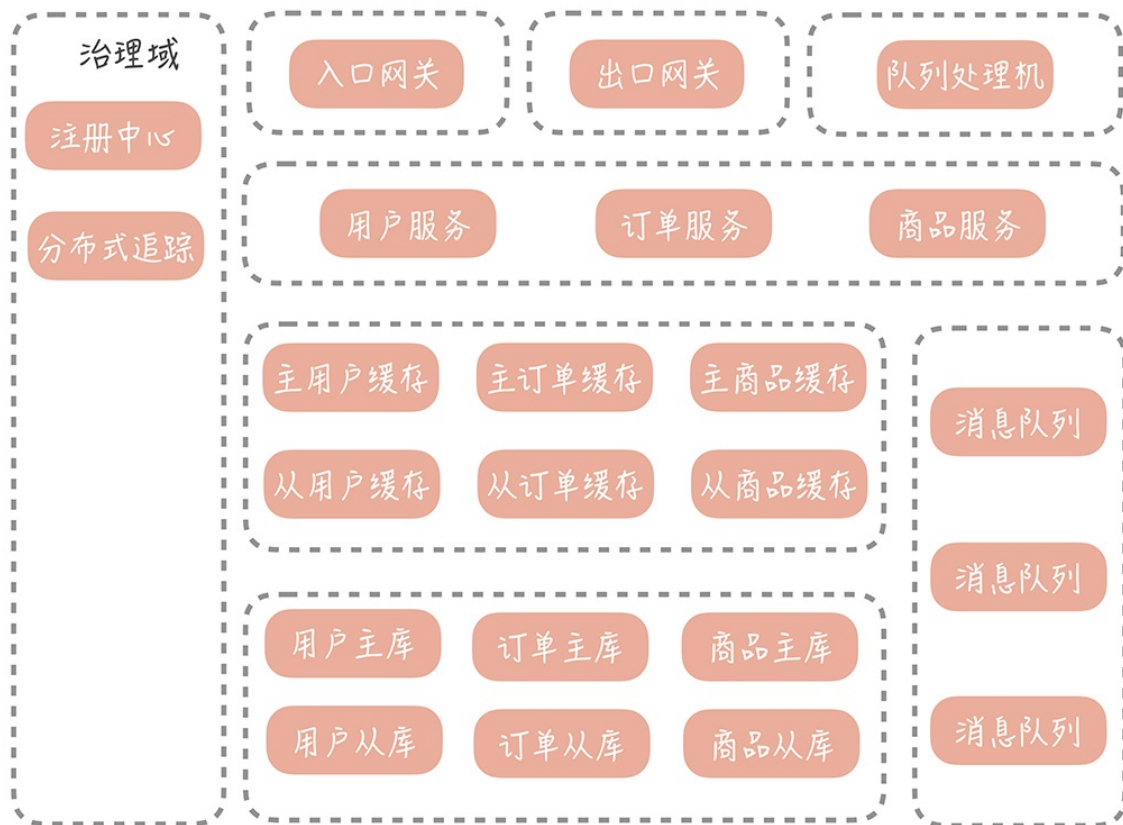 治理域
注册中心
分布式追踪
入口网关
出口网关
队列处理机
用户服务
订单服务
商品服务
主用户缓存
主订单缓存
主商品缓存
从用户缓存
从订单缓存
从商品缓存
用户主库
订单主库
商品主库
用户从库
订单从库
商品从库
消息队列
消息队列
消息队列